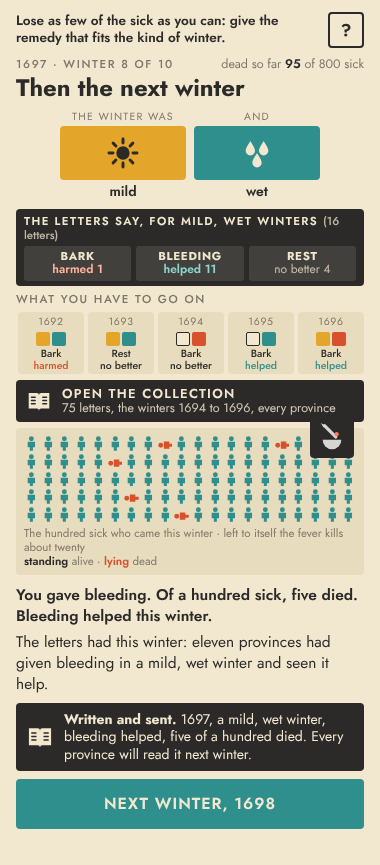 Lose as few of the sick as you can: give the
remedy that fits the kind of winter.
?
1697 · WINTER 8 OF 10
dead so far 95 of 800 sick
Then the next winter
THE WINTER WAS
AND
mild
wet
THE LETTERS SAY, FOR MILD, WET WINTERS (16
letters)
BARK
harmed 1
BLEEDING
helped 11
REST
no better 4
WHAT YOU HAVE TO GO ON
1692
Bark
harmed
1693
Rest
no better
1694
Bark
no better
1695
Bark
helped
1696
Bark
helped
OPEN THE COLLECTION
75 letters, the winters 1694 to 1696, every province
The hundred sick who came this winter · left to itself the fever kills
about twenty
standing alive · lying dead
You gave bleeding. Of a hundred sick, five died.
Bleeding helped this winter.
The letters had this winter: eleven provinces had
given bleeding in a mild, wet winter and seen it
help.
Written and sent. 1697, a mild, wet winter,
bleeding helped, five of a hundred died. Every
province will read it next winter.
NEXT WINTER, 1698